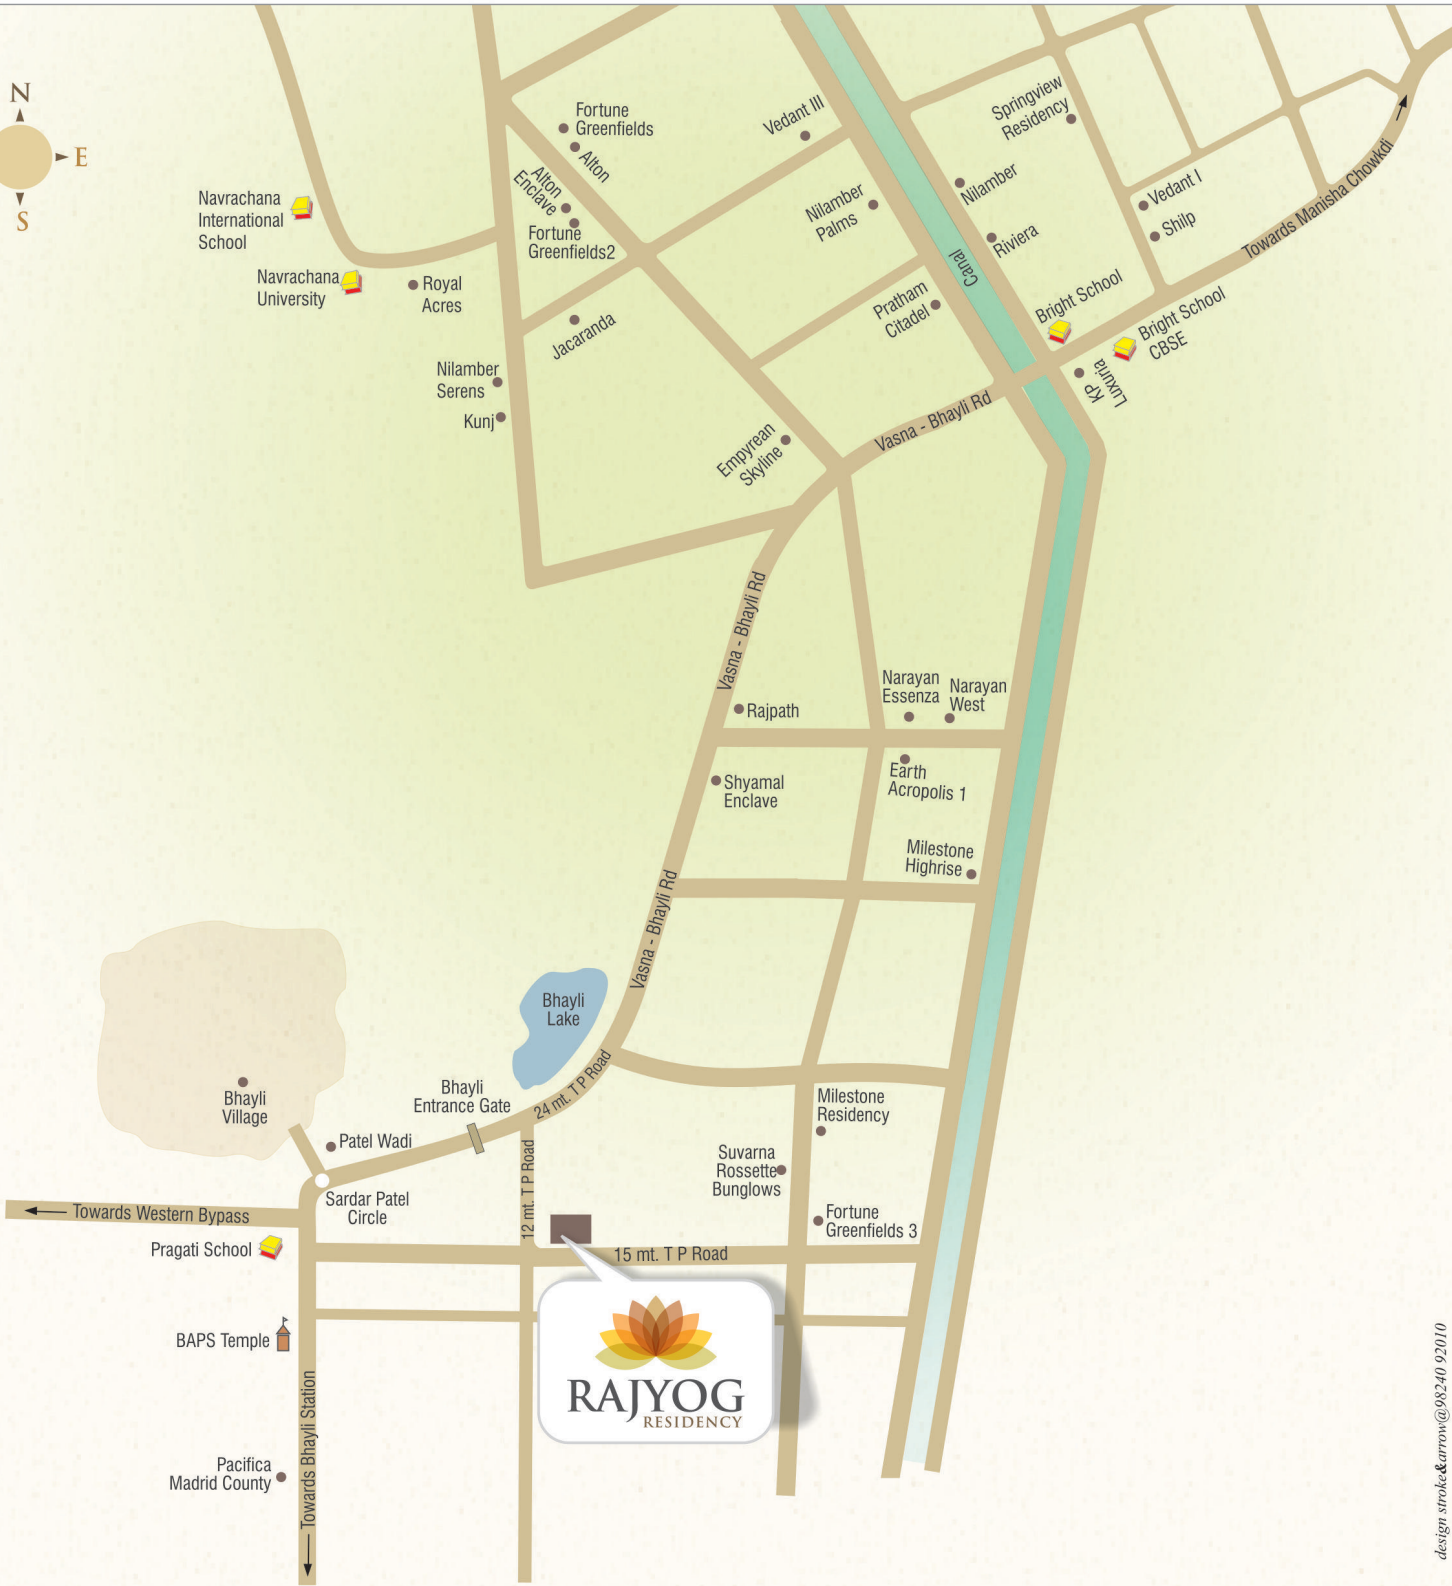 N
E
S
Fortune
Greenfields
Alton
Alton
Enclave
Fortune
Greenfields2
Vedant III
Springview
Residency
Navrachana
International
School
Navrachana
University
Royal
Acres
Nilamber
Palms
Nilamber
Riviera
Vedant I
Shilp
Towards Manisha Chowkdi
Canal
Pratham
Citadel
Bright School
Bright School
CBSE
KP
Luxuria
Jacaranda
Nilamber
Serens
Kunj
Empyrean
Skyline
Vasna - Bhayli Rd
Vasna - Bhayli Rd
Rajpath
Narayan
Essenza
Narayan
West
Shyamal
Enclave
Earth
Acropolis 1
Milestone
Highrise
Vasna - Bhayli Rd
Bhayli
Lake
24 mt. T P Road
Bhayli
Village
Bhayli
Entrance Gate
Patel Wadi
Milestone
Residency
Suvarna
Rossette
Bunglows
12 mt. T P Road
Sardar Patel
Circle
Towards Western Bypass
Fortune
Greenfields 3
Pragati School
15 mt. T P Road
BAPS Temple
RAJYOG
RESIDENCY
Towards Bhayli Station
Pacifica
Madrid County
design stroke&arrow@98240 92010